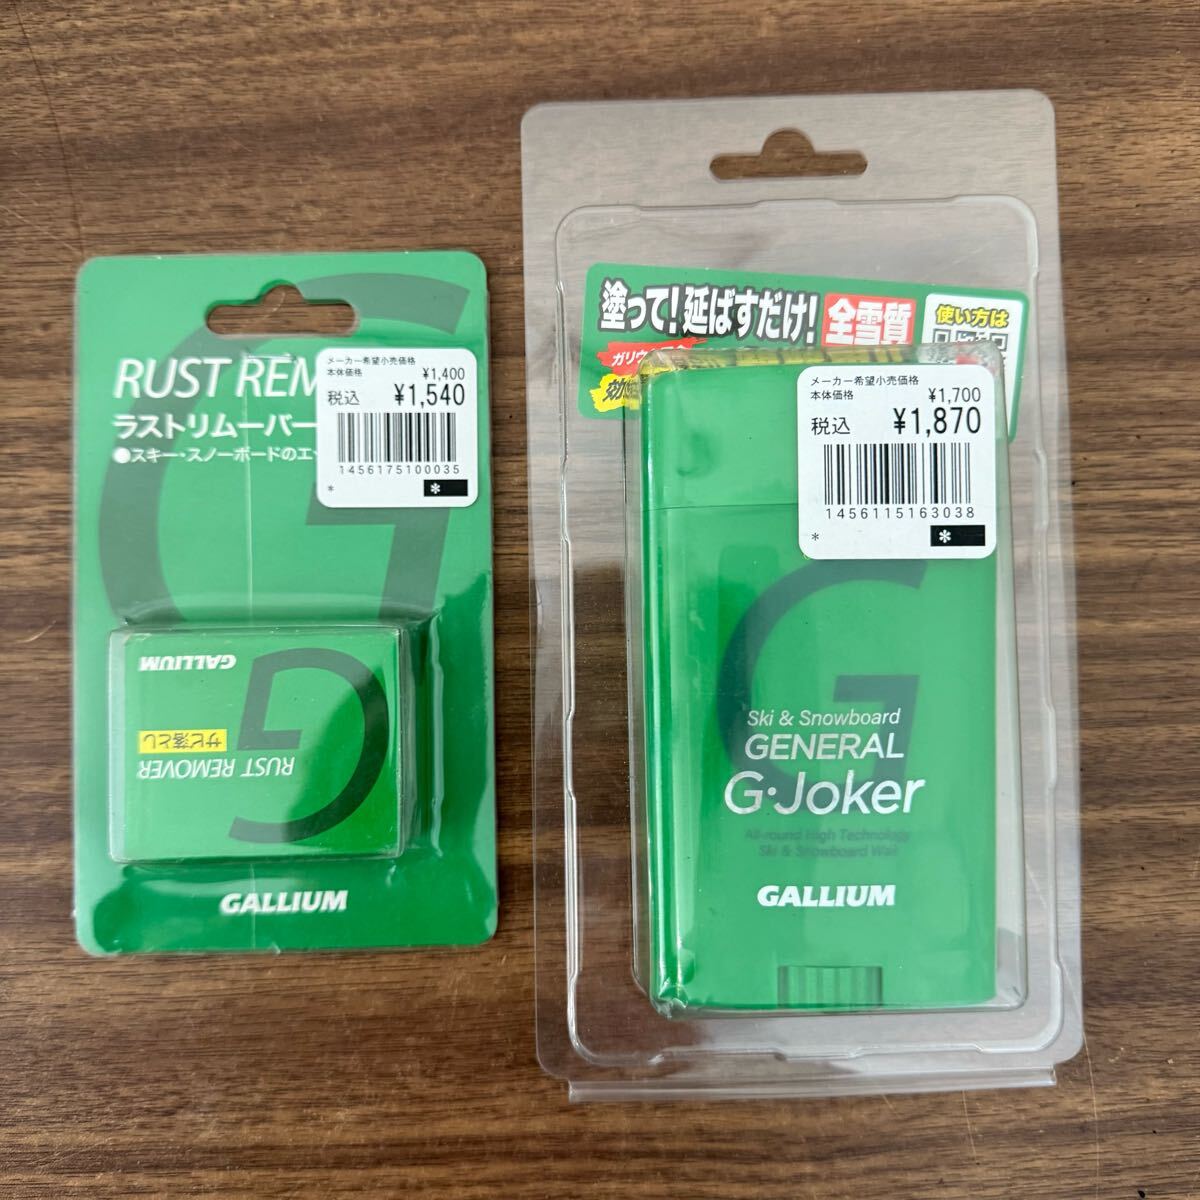 RUST REM
ラストリムーバー
●スキー・スノーボードのエッ
メーカー希望小売価格
本体価格 ¥1,400
税込 ¥1,540
1456175100035
*
*
GALLIUM
G
サビ落とし
RUST REMOVER
GALLIUM
塗って!延ばすだけ!
全雪質
使い方は
メーカー希望小売価格
本体価格 ¥1,700
税込 ¥1,870
1456115163038
*
*
G
Ski & Snowboard
GENERAL
G·Joker
All-round High Technology
Ski & Snowboard Wax
GALLIUM